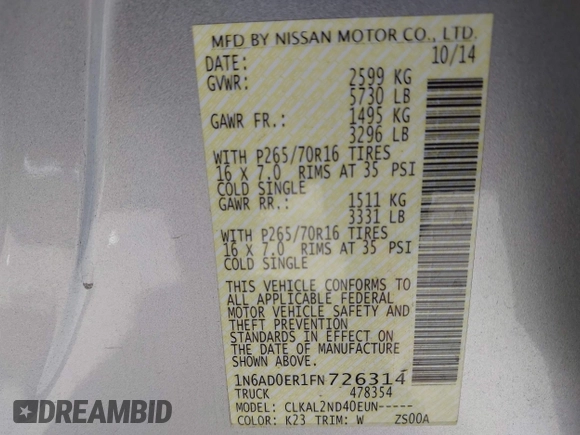 MFD BY NISSAN MOTOR CO., LTD.
DATE: 10/14
GVWR: 2599 KG
5730 LB
GAWR FR.: 1495 KG
3296 LB
WITH P265/70R16 TIRES
16 X 7.0 RIMS AT 35 PSI
COLD SINGLE
GAWR RR.: 1511 KG
3331 LB
WITH P265/70R16 TIRES
16 X 7.0 RIMS AT 35 PSI
COLD SINGLE
THIS VEHICLE CONFORMS TO
ALL APPLICABLE FEDERAL
MOTOR VEHICLE SAFETY AND
THEFT PREVENTION
STANDARDS IN EFFECT ON
THE DATE OF MANUFACTURE
SHOWN ABOVE.
1N6AD0ER1FN726314
TRUCK 478354
MODEL: CLKAL2ND40EUN-----
COLOR: K23 TRIM: W ZS00A
DREAMBID.com